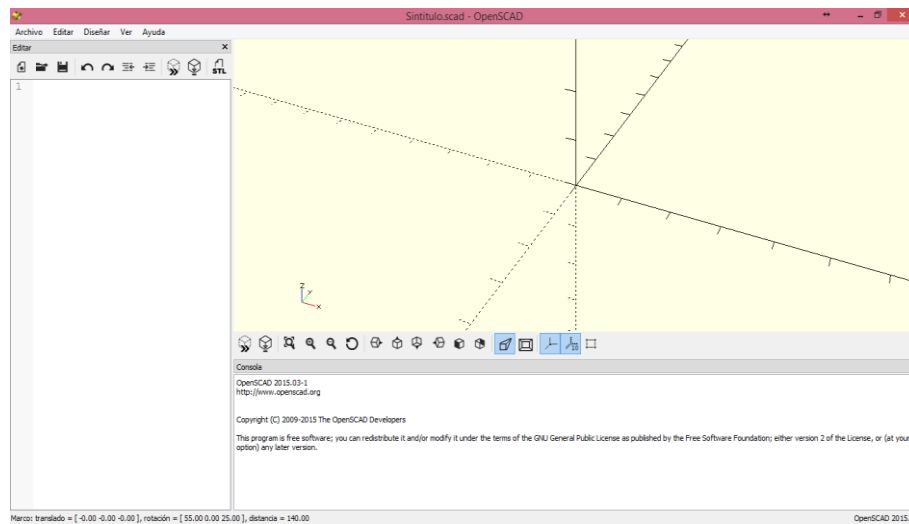 Sintitulo.scad - OpenSCAD
Archivo Editar Diseñar Ver Ayuda
Editar
STL
1
Z
Y
X
10
Consola
OpenSCAD 2015.03-1
http://www.openscad.org
Copyright (C) 2009-2015 The OpenSCAD Developers
This program is free software; you can redistribute it and/or modify it under the terms of the GNU General Public License as published by the Free Software Foundation; either version 2 of the License, or (at your
option) any later version.
Marco: translado = [ -0.00 -0.00 -0.00 ], rotación = [ 55.00 0.00 25.00 ], distancia = 140.00
OpenSCAD 2015.